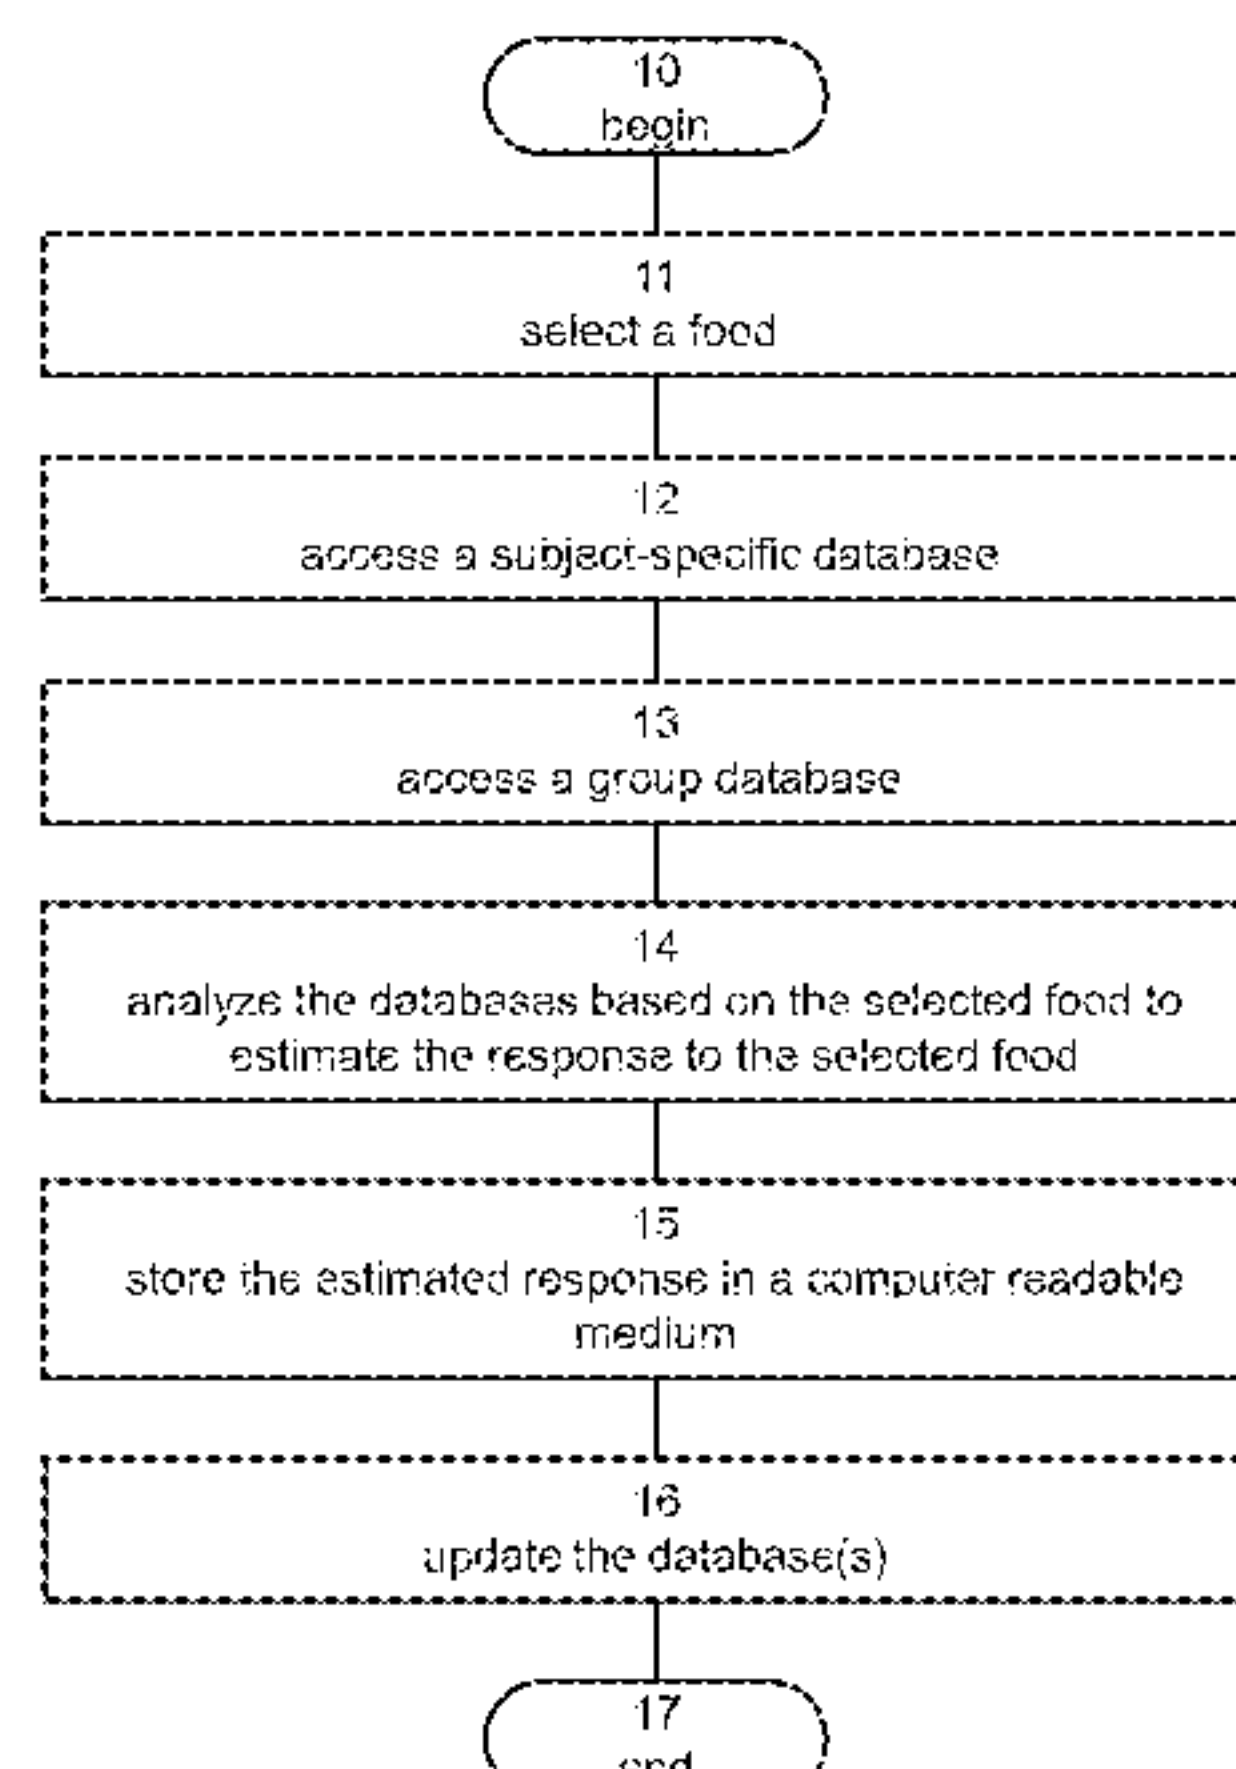 10
begin
11
select a food
12
access a subject-specific database
13
access a group database
14
analyze the databases based on the selected food to
estimate the response to the selected food
15
store the estimated response in a computer readable
medium
16
update the database(s)
17
end